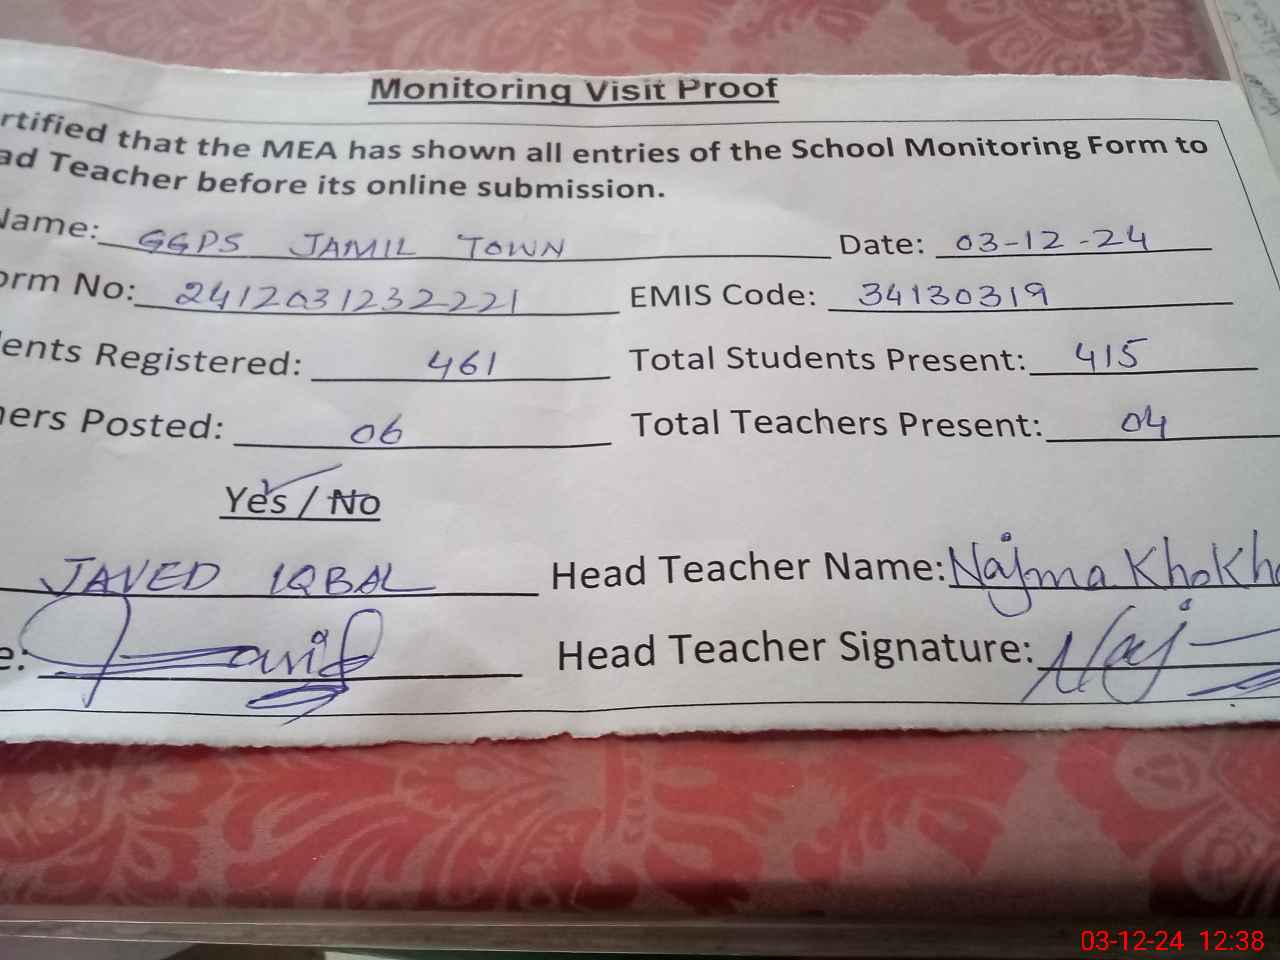 Monitoring Visit Proof
rtified that the MEA has shown all entries of the School Monitoring Form to
ad Teacher before its online submission.
Name: GGPS JAMIL TOWN Date: 03-12-24
orm No: 2412031232221 EMIS Code: 34130319
ents Registered: 461 Total Students Present: 415
ers Posted: 06 Total Teachers Present: 04
Yes / No
JAVED IQBAL Head Teacher Name: Najma Khokh
e: Javid Head Teacher Signature: Naj
03-12-24 12:38